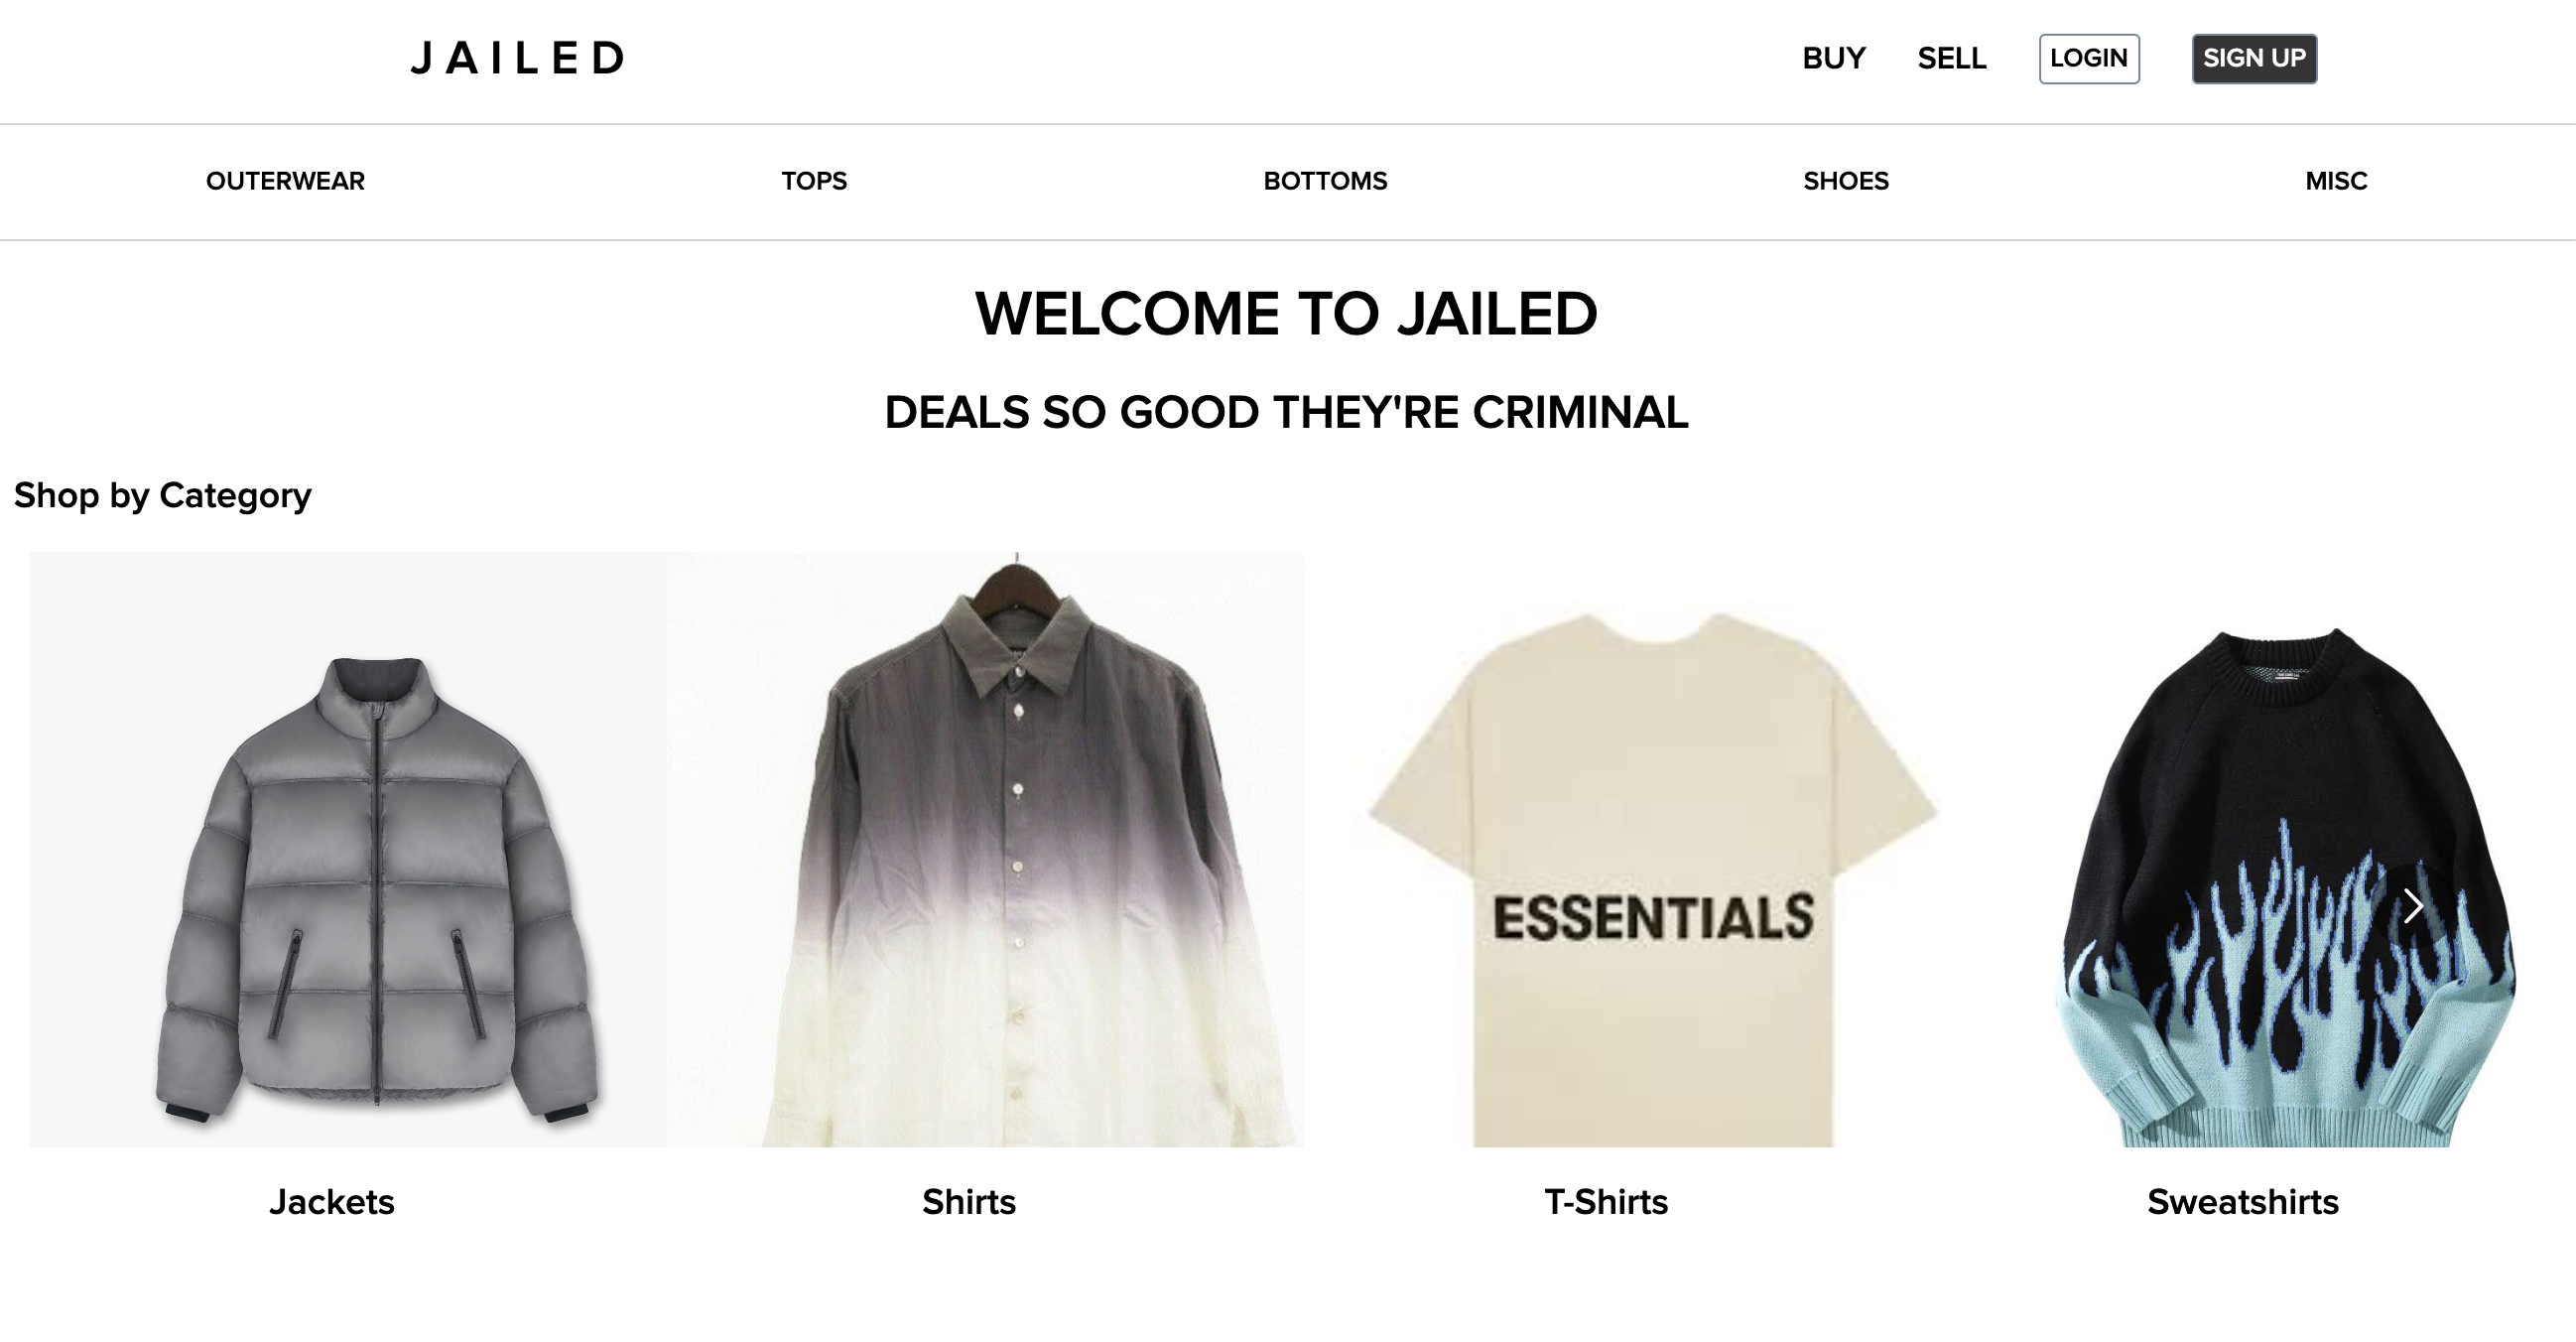 JAILED
BUY SELL LOGIN SIGN UP
OUTERWEAR TOPS BOTTOMS SHOES MISC
WELCOME TO JAILED
DEALS SO GOOD THEY'RE CRIMINAL
Shop by Category
ESSENTIALS
Jackets Shirts T-Shirts Sweatshirts